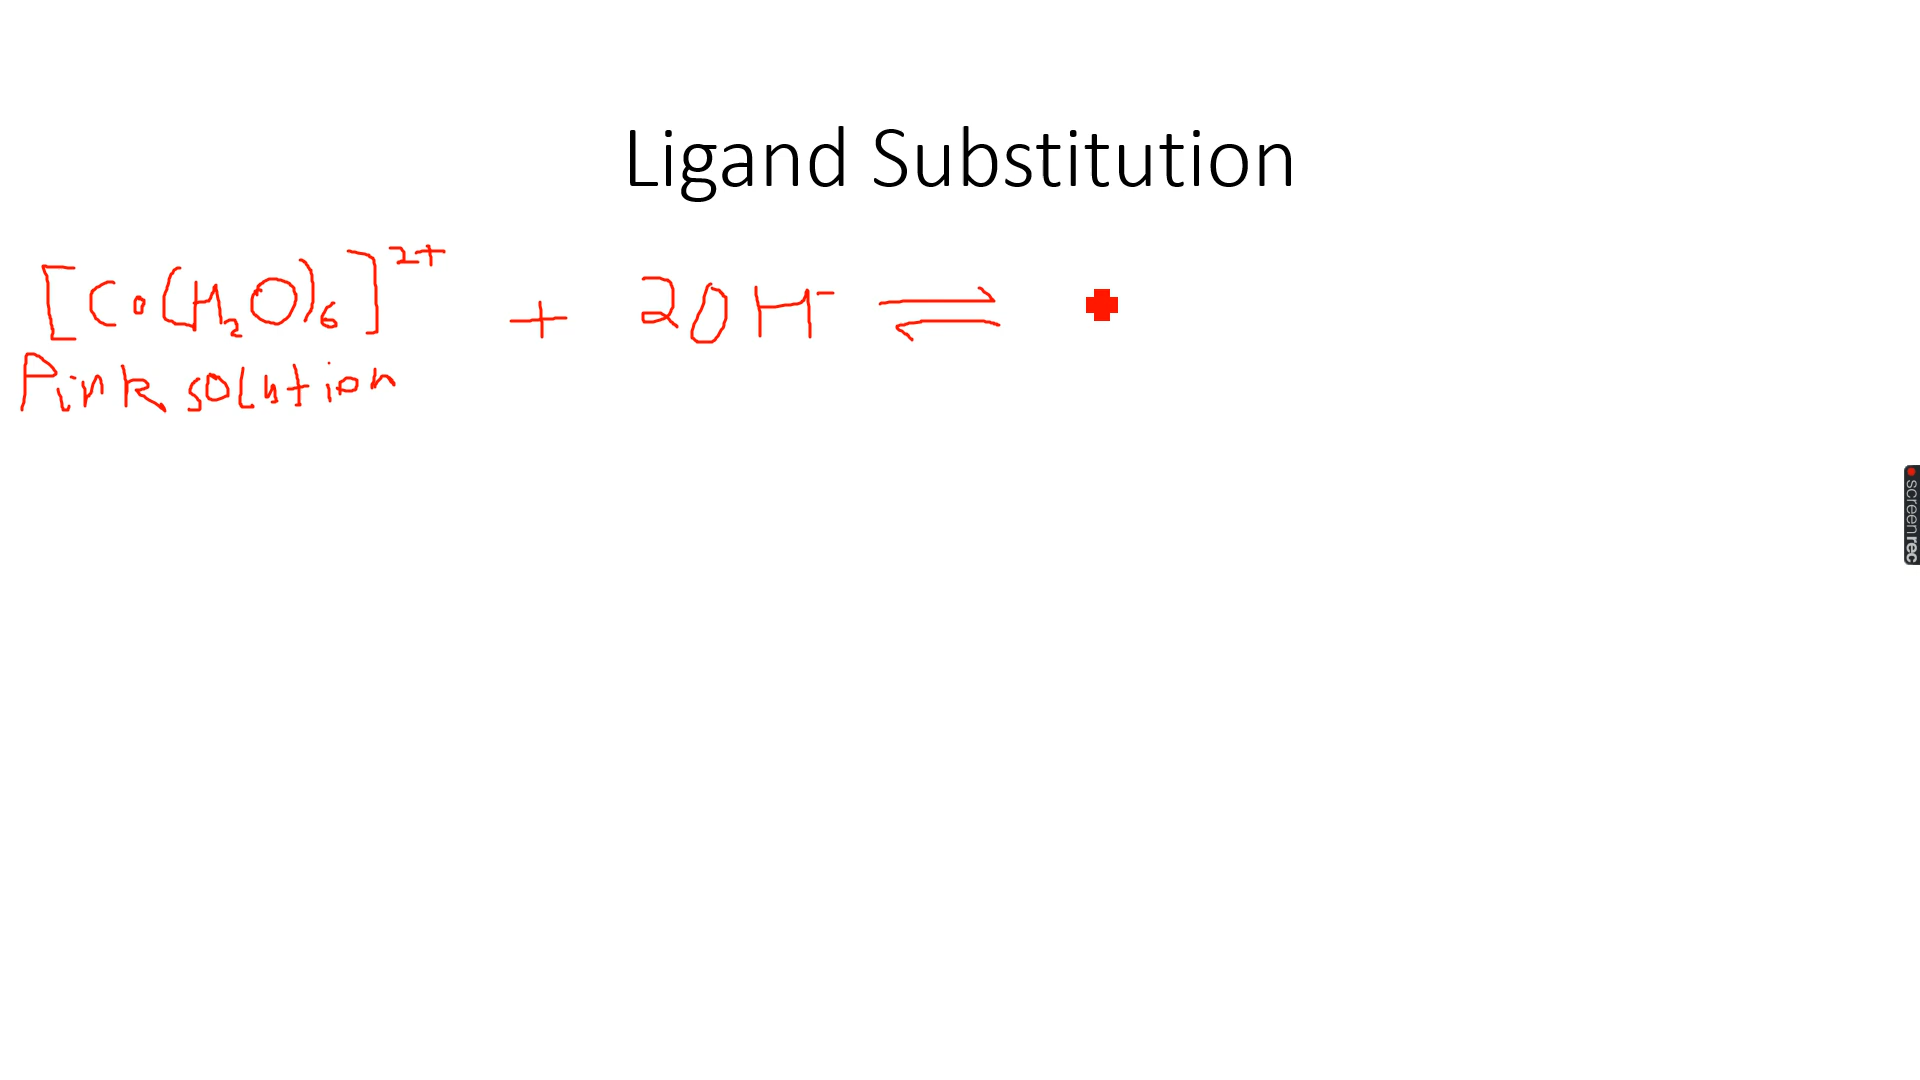 Ligand Substitution
[Co(H₂O)₆]²⁺ + 2OH⁻ ⇌
Pink solution
screenrec